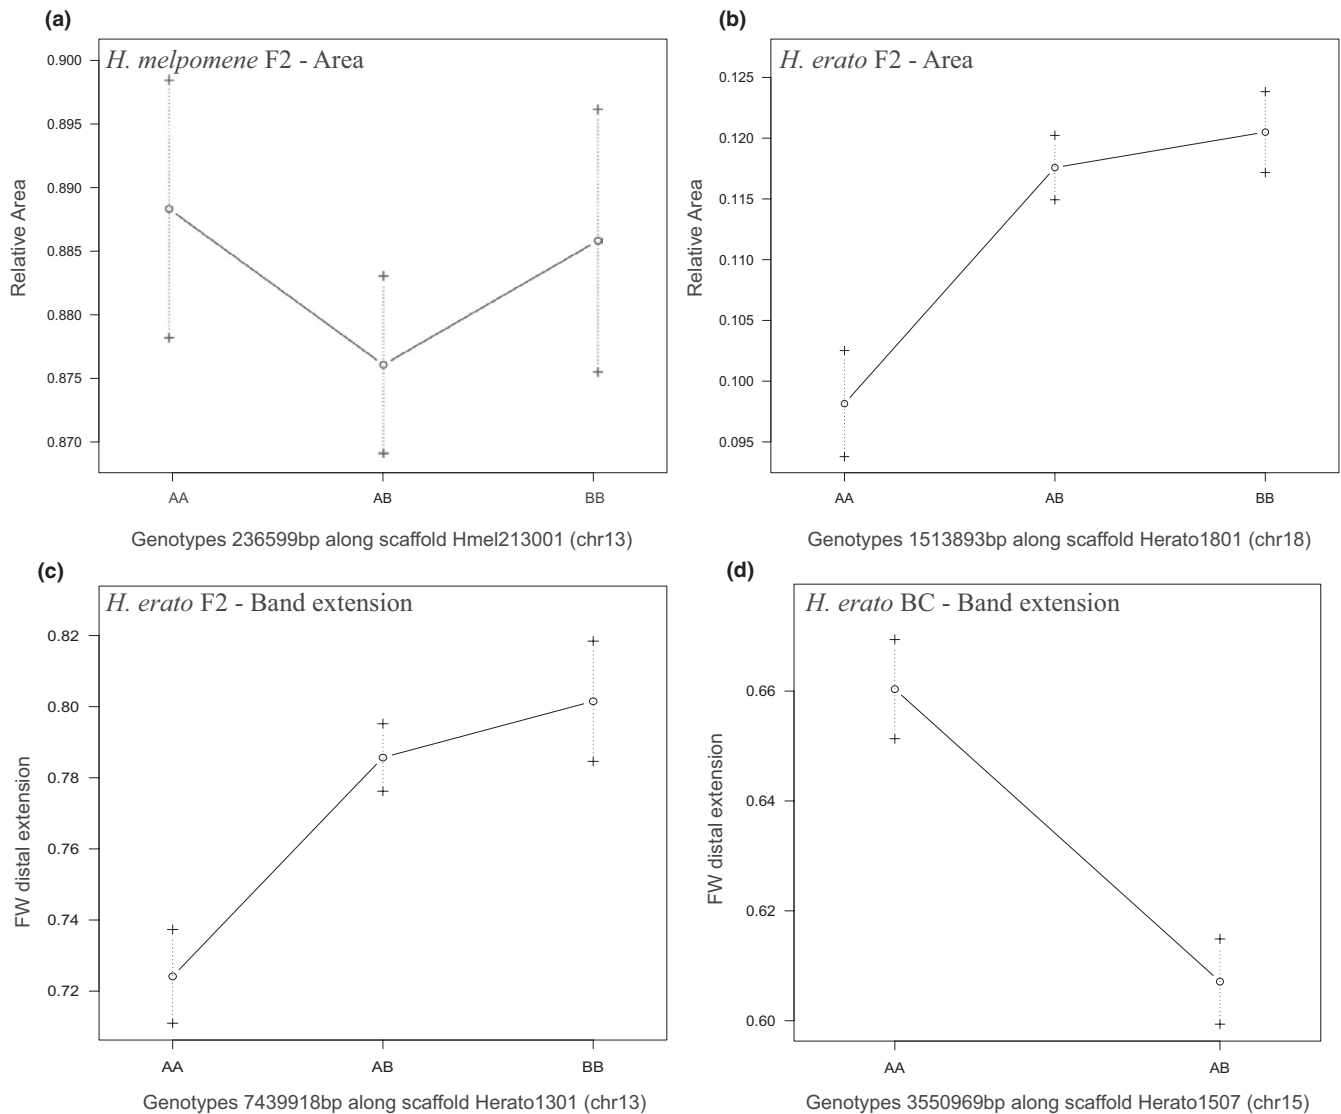 (a)
H. melpomene F2 - Area
0.900
0.895
0.890
0.885
0.880
0.875
0.870
Relative Area
AA
AB
BB
Genotypes 236599bp along scaffold Hmel213001 (chr13)
(b)
H. erato F2 - Area
0.125
0.120
0.115
0.110
0.105
0.100
0.095
Relative Area
AA
AB
BB
Genotypes 1513893bp along scaffold Herato1801 (chr18)
(c)
H. erato F2 - Band extension
0.82
0.80
0.78
0.76
0.74
0.72
FW distal extension
AA
AB
BB
Genotypes 7439918bp along scaffold Herato1301 (chr13)
(d)
H. erato BC - Band extension
0.66
0.64
0.62
0.60
FW distal extension
AA
AB
Genotypes 3550969bp along scaffold Herato1507 (chr15)